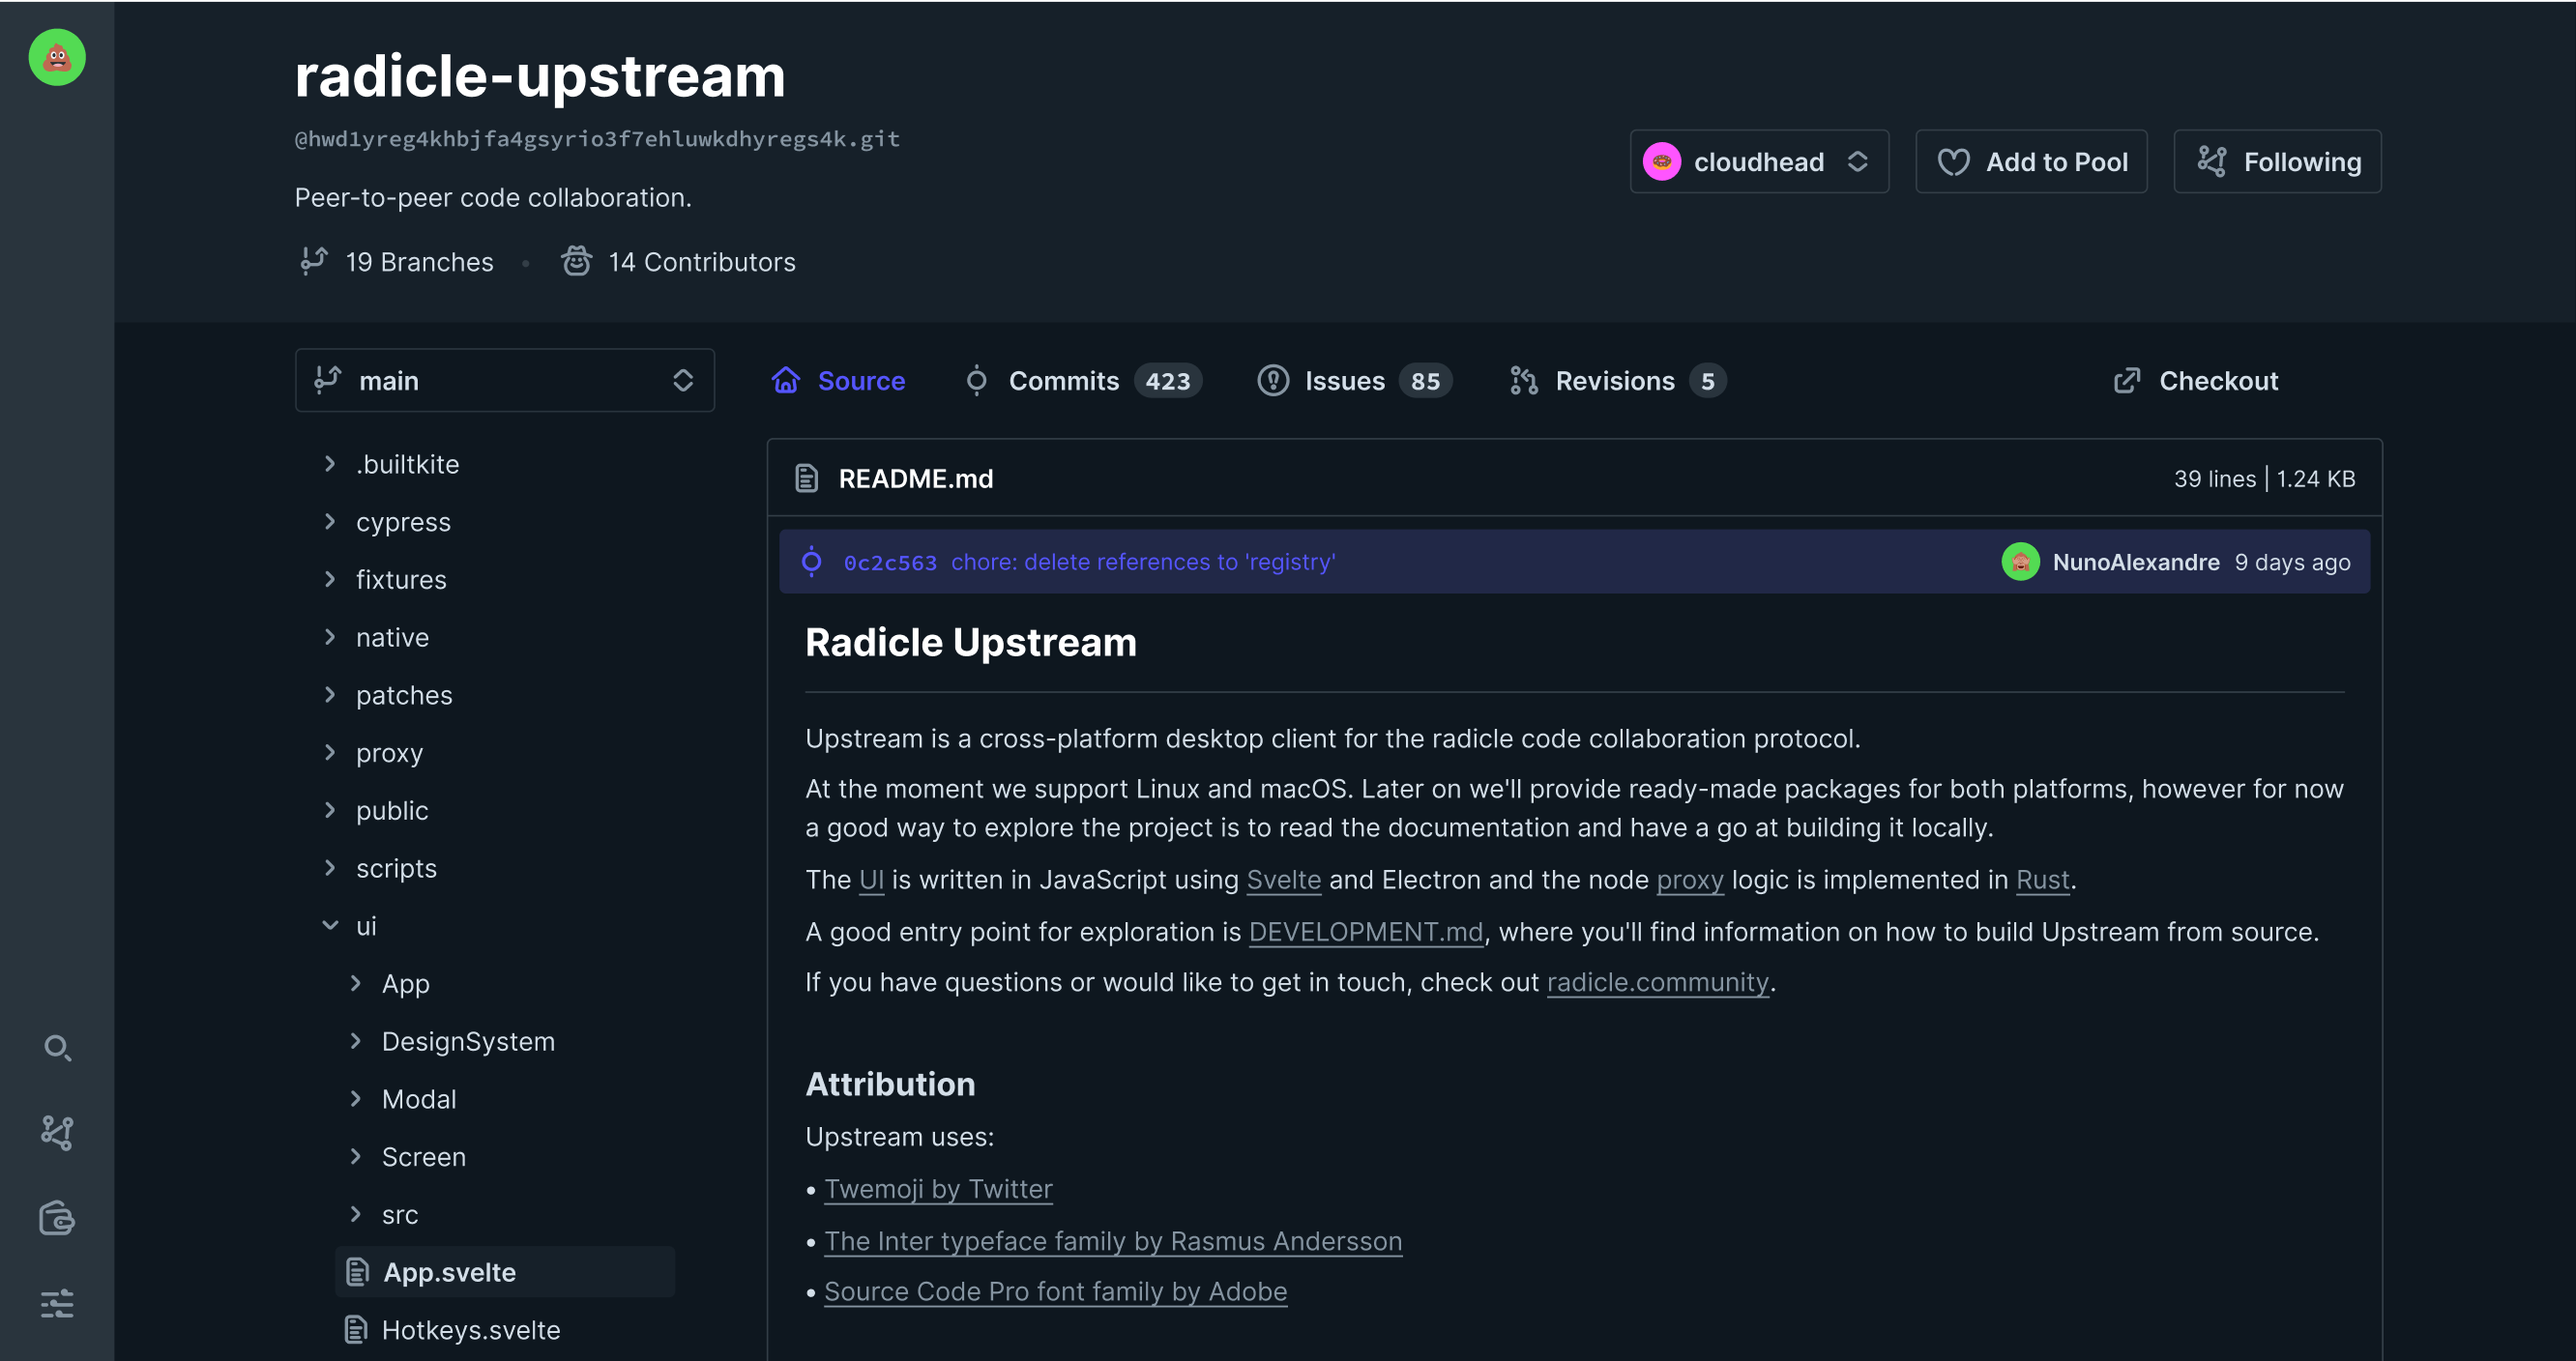 radicle-upstream
@hwd1yreg4khbjfa4gsyrio3f7ehluwkdhyregs4k.git
Peer-to-peer code collaboration.
19 Branches • 14 Contributors
cloudhead
Add to Pool
Following
main
Source
Commits 423
Issues 85
Revisions 5
Checkout
.builtkite
cypress
fixtures
native
patches
proxy
public
scripts
ui
App
DesignSystem
Modal
Screen
src
App.svelte
Hotkeys.svelte
README.md
39 lines | 1.24 KB
0c2c563 chore: delete references to 'registry'
NunoAlexandre 9 days ago
Radicle Upstream
Upstream is a cross-platform desktop client for the radicle code collaboration protocol.
At the moment we support Linux and macOS. Later on we'll provide ready-made packages for both platforms, however for now
a good way to explore the project is to read the documentation and have a go at building it locally.
The UI is written in JavaScript using Svelte and Electron and the node proxy logic is implemented in Rust.
A good entry point for exploration is DEVELOPMENT.md, where you'll find information on how to build Upstream from source.
If you have questions or would like to get in touch, check out radicle.community.
Attribution
Upstream uses:
• Twemoji by Twitter
• The Inter typeface family by Rasmus Andersson
• Source Code Pro font family by Adobe